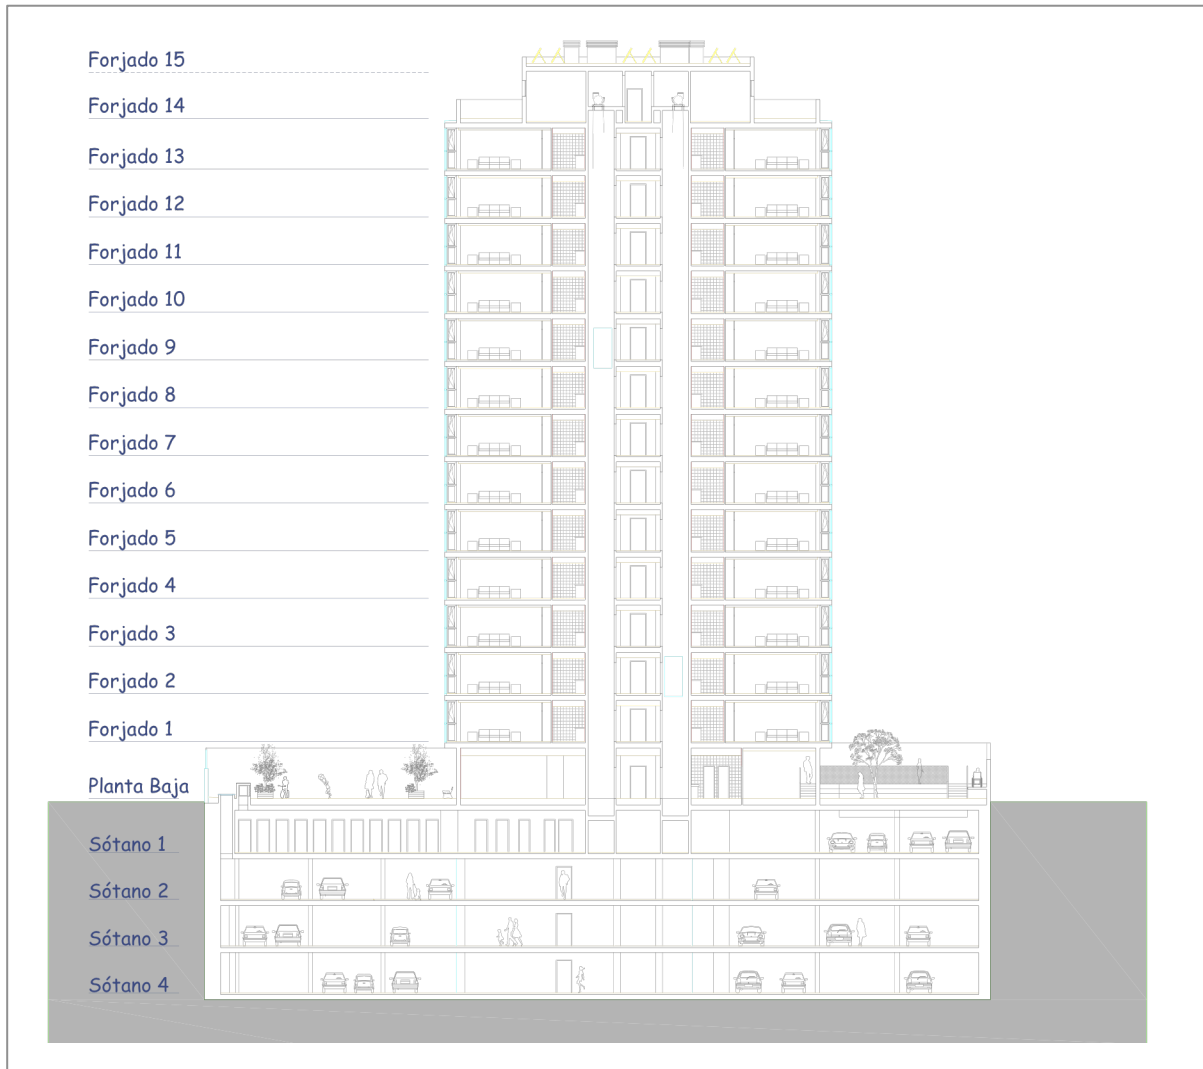 Forjado 15
Forjado 14
Forjado 13
Forjado 12
Forjado 11
Forjado 10
Forjado 9
Forjado 8
Forjado 7
Forjado 6
Forjado 5
Forjado 4
Forjado 3
Forjado 2
Forjado 1
Planta Baja
Sótano 1
Sótano 2
Sótano 3
Sótano 4